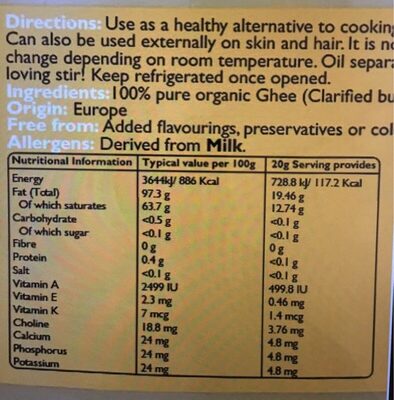 Directions: Use as a healthy alternative to cooking
Can also be used externally on skin and hair. It is no
change depending on room temperature. Oil separa
loving stir! Keep refrigerated once opened.
Ingredients: 100% pure organic Ghee (Clarified bu
Origin: Europe
Free from: Added flavourings, preservatives or col
Allergens: Derived from Milk.
Nutritional Information Typical value per 100g 20g Serving provides
Energy 3644kJ/ 886 Kcal 728.8 kJ/ 117.2 Kcal
Fat (Total) 97.3 g 19.46 g
Of which saturates 63.7 g 12.74 g
Carbohydrate <0.5 g <0.1 g
Of which sugar <0.1 g <0.1 g
Fibre 0 g 0 g
Protein 0.4 g <0.1 g
Salt <0.1 g <0.1 g
Vitamin A 2499 IU 499.8 IU
Vitamin E 2.3 mg 0.46 mg
Vitamin K 7 mcg 1.4 mcg
Choline 18.8 mg 3.76 mg
Calcium 24 mg 4.8 mg
Phosphorus 24 mg 4.8 mg
Potassium 24 mg 4.8 mg